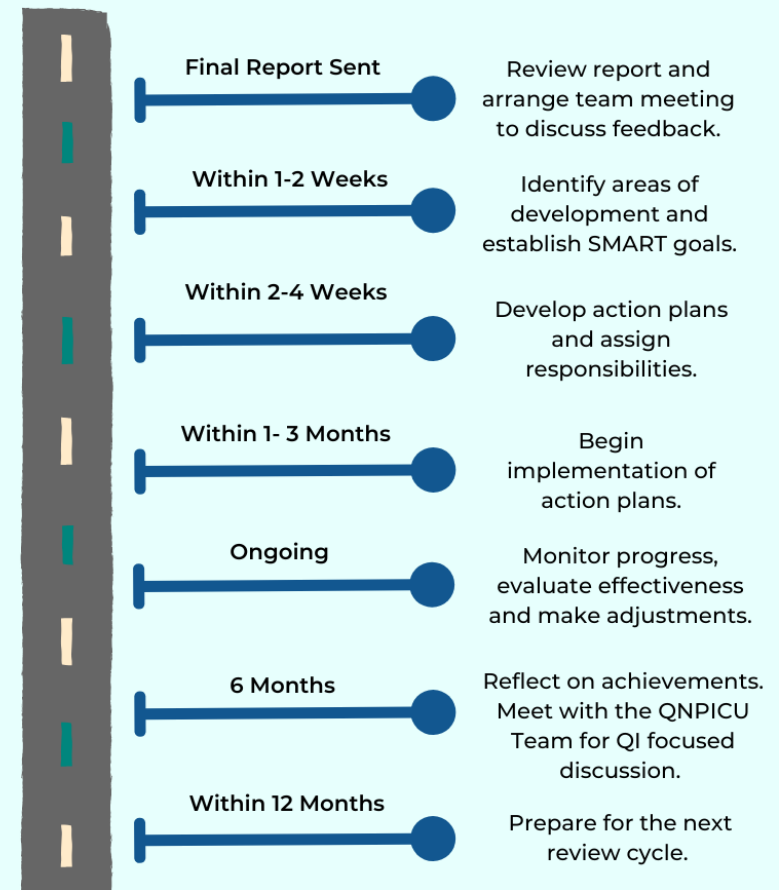 Final Report Sent
Review report and
arrange team meeting
to discuss feedback.
Within 1-2 Weeks
Identify areas of
development and
establish SMART goals.
Within 2-4 Weeks
Develop action plans
and assign
responsibilities.
Within 1- 3 Months
Begin
implementation of
action plans.
Ongoing
Monitor progress,
evaluate effectiveness
and make adjustments.
6 Months
Reflect on achievements.
Meet with the QNPICU
Team for QI focused
discussion.
Within 12 Months
Prepare for the next
review cycle.